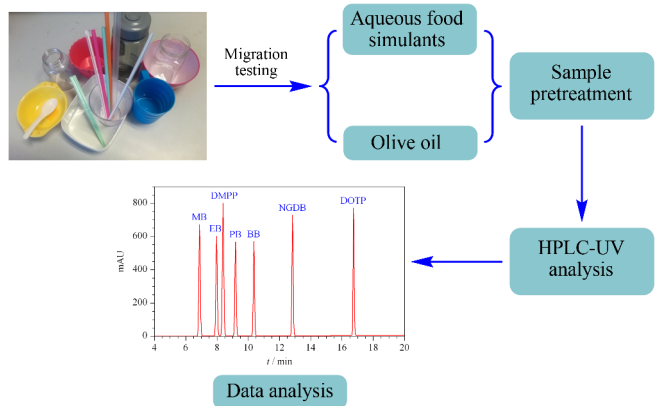 Migration
testing
Aqueous food
simulants
Olive oil
Sample
pretreatment
HPLC-UV
analysis
DMPP
MB
EB
PB
BB
NGDB
DOTP
800
600
400
200
0
mAU
4
6
8
10
12
14
16
18
20
t / min
Data analysis